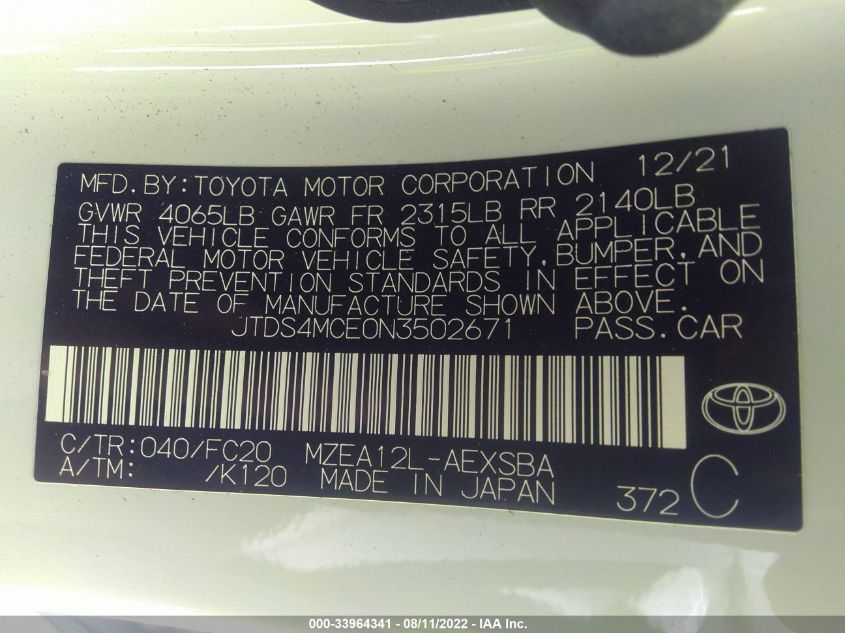 MFD. BY: TOYOTA MOTOR CORPORATION 12/21
GVWR 4065LB GAWR FR 2315LB RR 2140LB
THIS VEHICLE CONFORMS TO ALL APPLICABLE
FEDERAL MOTOR VEHICLE SAFETY, BUMPER, AND
THEFT PREVENTION STANDARDS IN EFFECT ON
THE DATE OF MANUFACTURE SHOWN ABOVE.
JTDS4MCE0N3502671 PASS. CAR
C/TR: 040/FC20 MZEA12L-AEXSBA
A/TM: /K120 MADE IN JAPAN 372 C
000-33964341 - 08/11/2022 - IAA Inc.